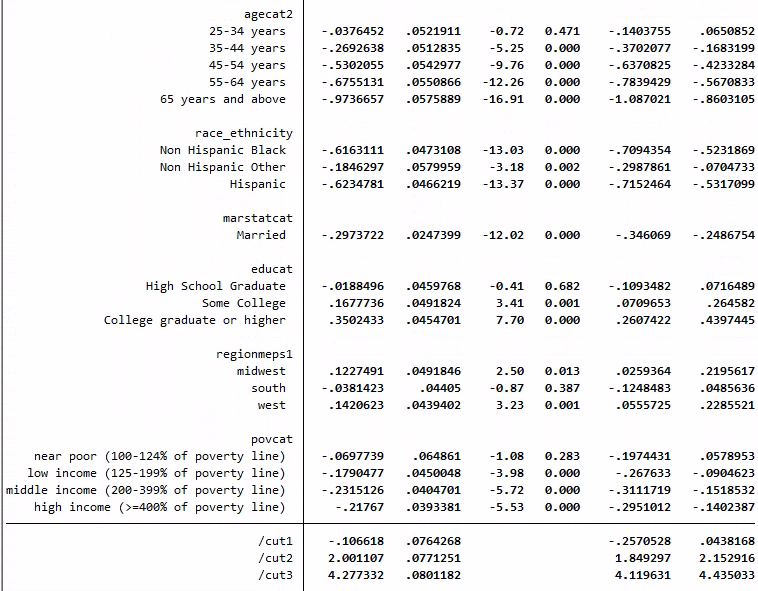 agecat2
25-34 years -.0376452 .0521911 -0.72 0.471 -.1403755 .0650852
35-44 years -.2692638 .0512835 -5.25 0.000 -.3702077 -.1683199
45-54 years -.5302055 .0542977 -9.76 0.000 -.6370825 -.4233284
55-64 years -.6755131 .0550866 -12.26 0.000 -.7839429 -.5670833
65 years and above -.9736657 .0575889 -16.91 0.000 -1.087021 -.8603105
race_ethnicity
Non Hispanic Black -.6163111 .0473108 -13.03 0.000 -.7094354 -.5231869
Non Hispanic Other -.1846297 .0579959 -3.18 0.002 -.2987861 -.0704733
Hispanic -.6234781 .0466219 -13.37 0.000 -.7152464 -.5317099
marstatcat
Married -.2973722 .0247399 -12.02 0.000 -.346069 -.2486754
educat
High School Graduate -.0188496 .0459768 -0.41 0.682 -.1093482 .0716489
Some College .1677736 .0491824 3.41 0.001 .0709653 .264582
College graduate or higher .3502433 .0454701 7.70 0.000 .2607422 .4397445
regionmeps1
midwest .1227491 .0491846 2.50 0.013 .0259364 .2195617
south -.0381423 .04405 -0.87 0.387 -.1248483 .0485636
west .1420623 .0439402 3.23 0.001 .0555725 .2285521
povcat
near poor (100-124% of poverty line) -.0697739 .064861 -1.08 0.283 -.1974431 .0578953
low income (125-199% of poverty line) -.1790477 .0450048 -3.98 0.000 -.267633 -.0904623
middle income (200-399% of poverty line) -.2315126 .0404701 -5.72 0.000 -.3111719 -.1518532
high income (>=400% of poverty line) -.21767 .0393381 -5.53 0.000 -.2951012 -.1402387
/cut1 -.106618 .0764268 -.2570528 .0438168
/cut2 2.001107 .0771251 1.849297 2.152916
/cut3 4.277332 .0801182 4.119631 4.435033